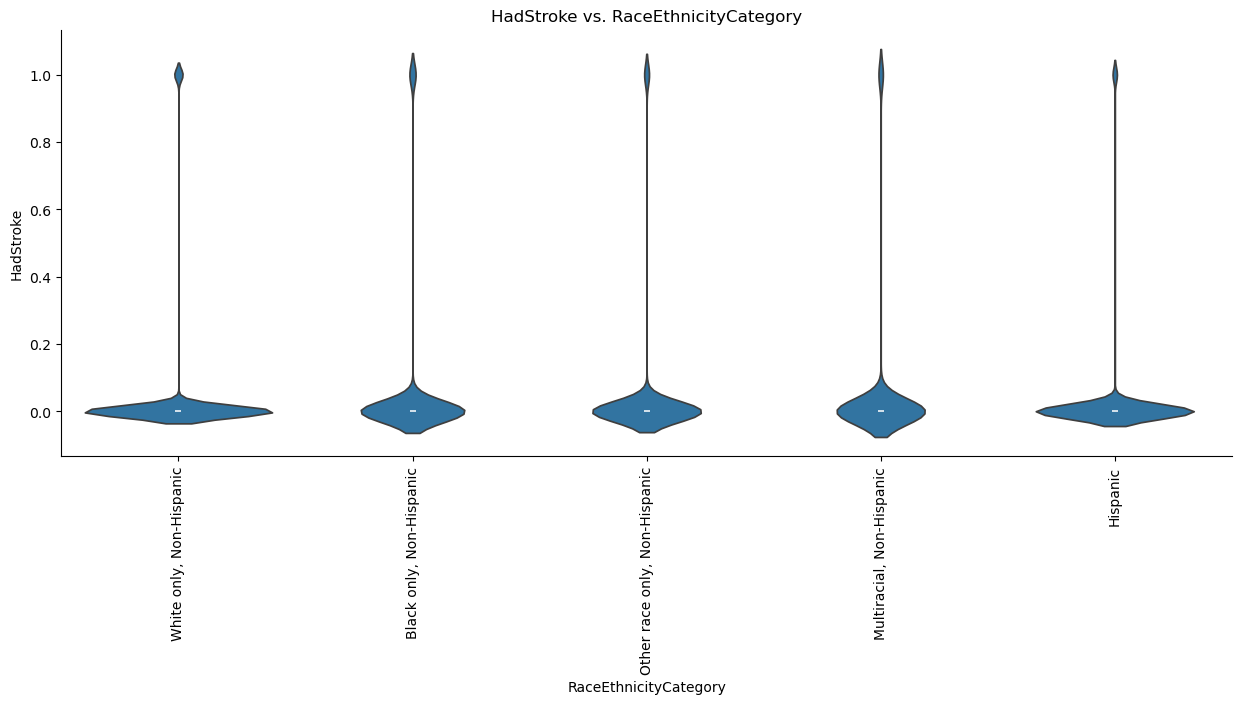 HadStroke vs. RaceEthnicityCategory
1.0
0.8
0.6
0.4
0.2
0.0
HadStroke
White only, Non-Hispanic
Black only, Non-Hispanic
Other race only, Non-Hispanic
Multiracial, Non-Hispanic
Hispanic
RaceEthnicityCategory